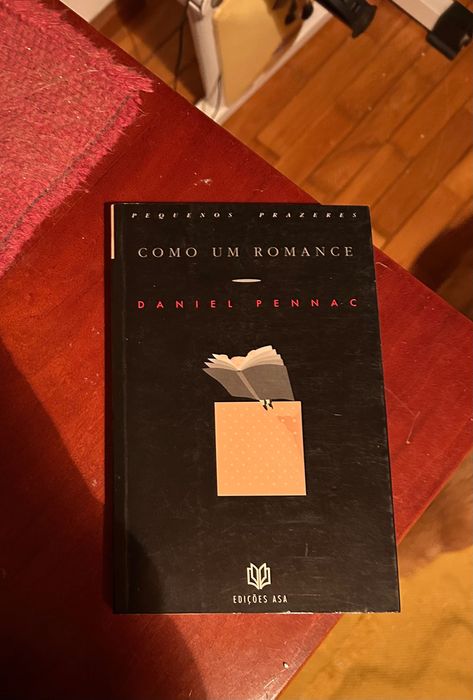 PEQUENOS PRAZERES
COMO UM ROMANCE
DANIEL PENNAC
EDIÇÕES ASA